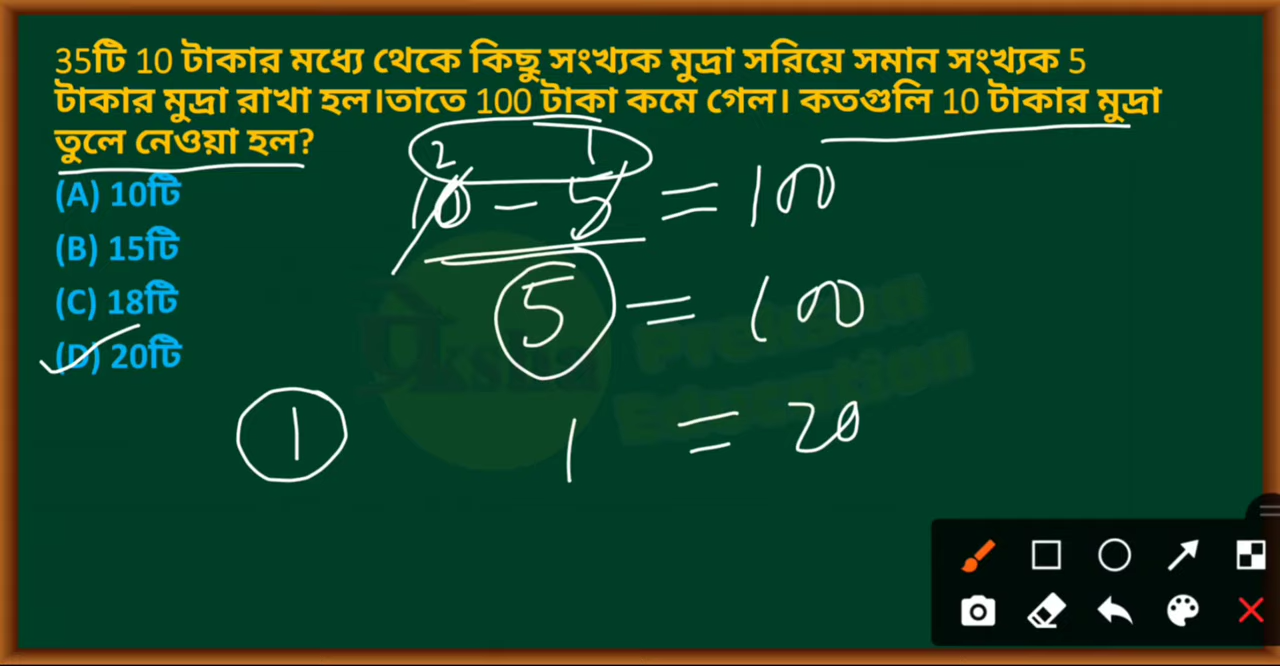 35টি 10 টাকার মধ্যে থেকে কিছু সংখ্যক মুদ্রা সরিয়ে সমান সংখ্যক 5
টাকার মুদ্রা রাখা হল।তাতে 100 টাকা কমে গেল। কতগুলি 10 টাকার মুদ্রা
তুলে নেওয়া হল?
(A) 10টি
(B) 15টি
(C) 18টি
(D) 20টি
2 1
10 - 5 = 100
5 = 100
1 1 = 20
Education